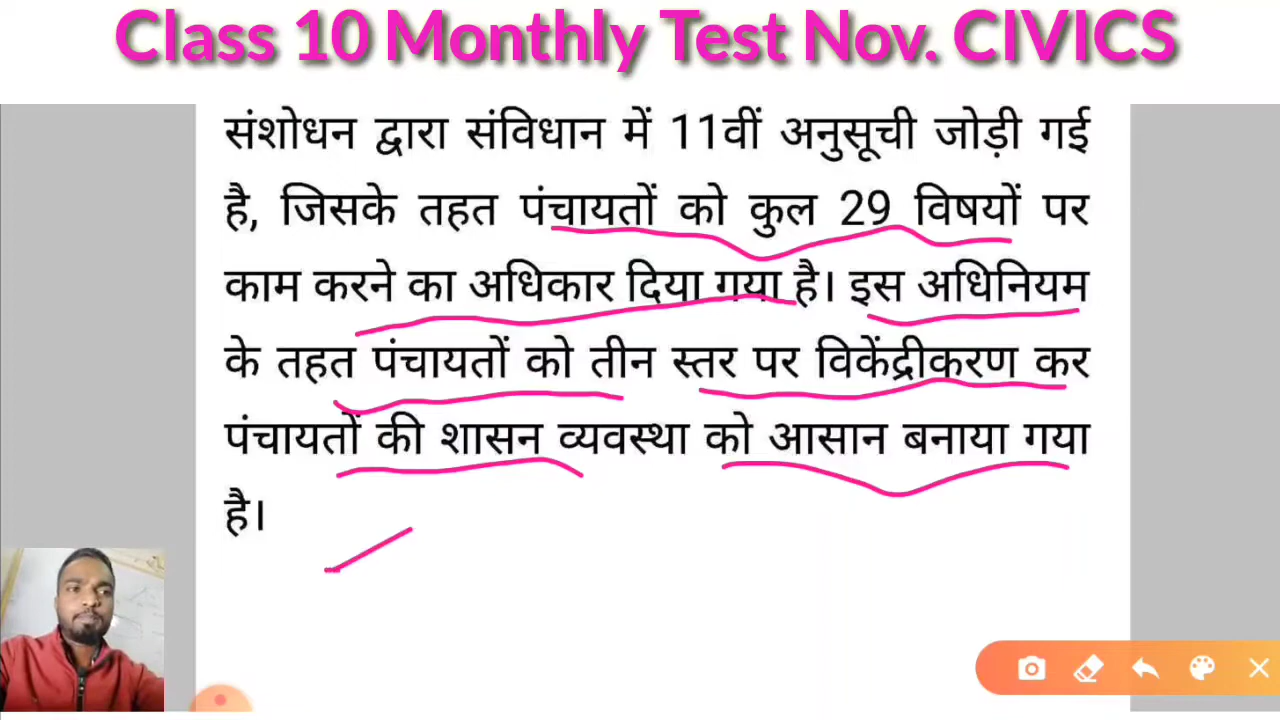 Class 10 Monthly Test Nov. CIVICS
संशोधन द्वारा संविधान में 11वीं अनुसूची जोड़ी गई
है, जिसके तहत पंचायतों को कुल 29 विषयों पर
काम करने का अधिकार दिया गया है। इस अधिनियम
के तहत पंचायतों को तीन स्तर पर विकेंद्रीकरण कर
पंचायतों की शासन व्यवस्था को आसान बनाया गया
है।